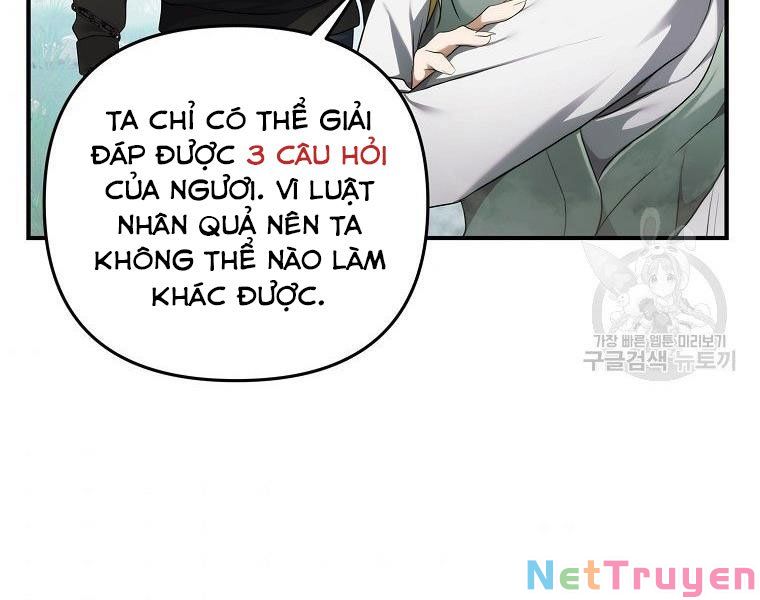 TA CHỈ CÓ THỂ GIẢI
ĐÁP ĐƯỢC 3 CÂU HỎI
CỦA NGƯƠI. VÌ LUẬT
NHÂN QUẢ NÊN TA
KHÔNG THỂ NÀO LÀM
KHÁC ĐƯỢC.
가장 빠른 웹툰 미리보기
구글검색 뉴토끼
NetTruyen